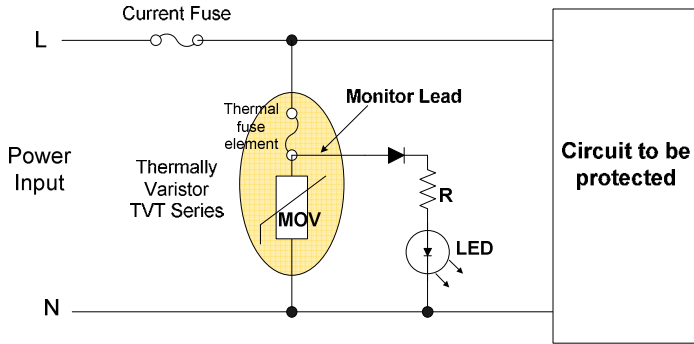 Current Fuse
L
Thermal
fuse
element
Monitor Lead
Power
Input
Thermally
Varistor
TVT Series
MOV
R
LED
Circuit to be
protected
N